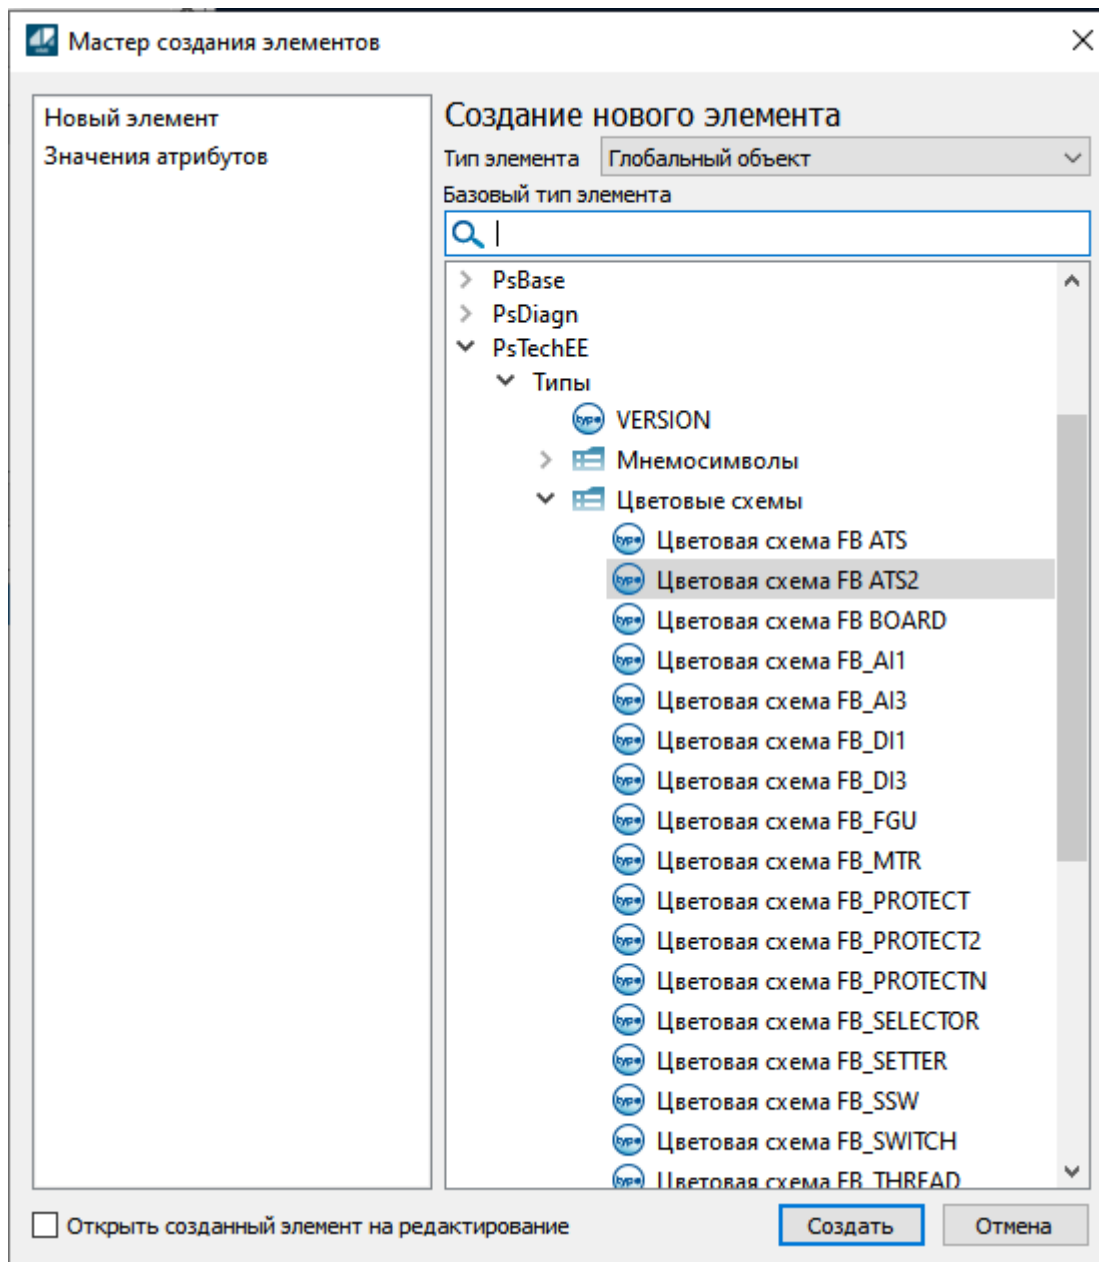 Мастер создания элементов
Новый элемент
Значения атрибутов
Создание нового элемента
Тип элемента Глобальный объект
Базовый тип элемента
PsBase
PsDiagn
PsTechEE
Типы
VERSION
Мнемосимволы
Цветовые схемы
Цветовая схема FB ATS
Цветовая схема FB ATS2
Цветовая схема FB BOARD
Цветовая схема FB_AI1
Цветовая схема FB_AI3
Цветовая схема FB_DI1
Цветовая схема FB_DI3
Цветовая схема FB_FGU
Цветовая схема FB_MTR
Цветовая схема FB_PROTECT
Цветовая схема FB_PROTECT2
Цветовая схема FB_PROTECTN
Цветовая схема FB_SELECTOR
Цветовая схема FB_SETTER
Цветовая схема FB_SSW
Цветовая схема FB_SWITCH
Цветовая схема FB_THREAD
Открыть созданный элемент на редактирование
Создать Отмена